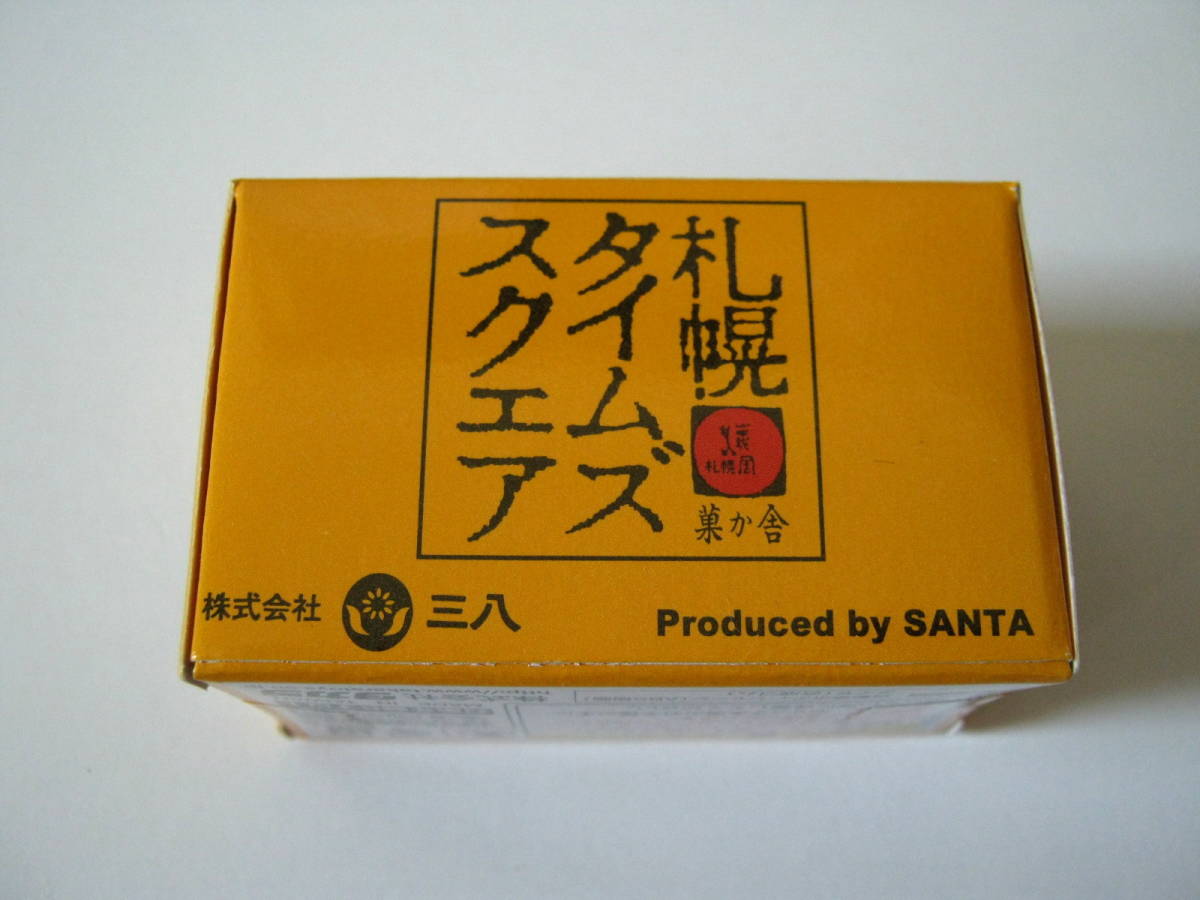 札幌
タイムズ
スクエア
札幌
菓か舎
株式会社 三八
Produced by SANTA